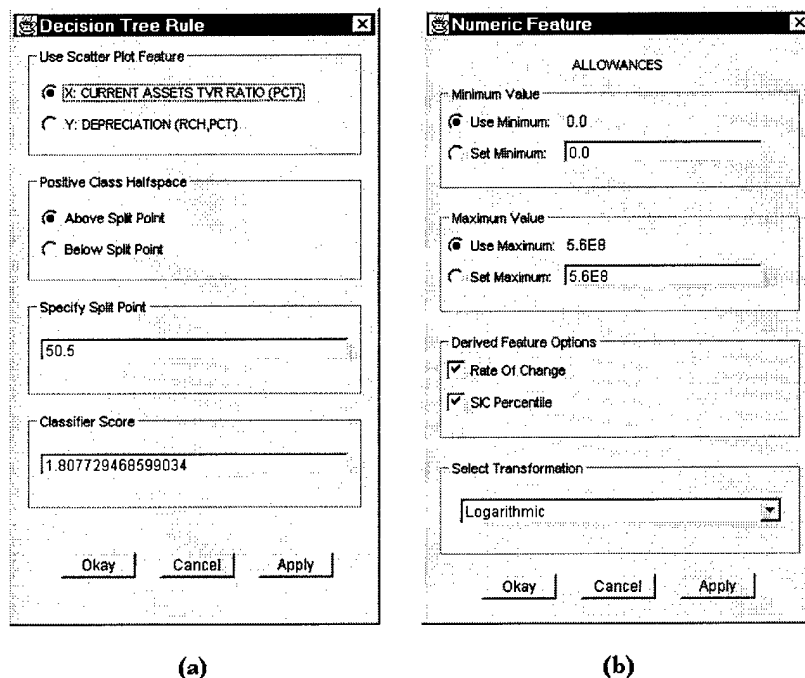 Decision Tree Rule
Use Scatter Plot Feature
X: CURRENT ASSETS TVR RATIO (PCT)
Y: DEPRECIATION (RCH,PCT)
Positive Class Halfspace
Above Split Point
Below Split Point
Specify Split Point
50.5
Classifier Score
1.807729468599034
Okay Cancel Apply
(a)
Numeric Feature
ALLOWANCES
Minimum Value
Use Minimum: 0.0
Set Minimum: 0.0
Maximum Value
Use Maximum: 5.6E8
Set Maximum: 5.6E8
Derived Feature Options
Rate Of Change
SIC Percentile
Select Transformation
Logarithmic
Okay Cancel Apply
(b)